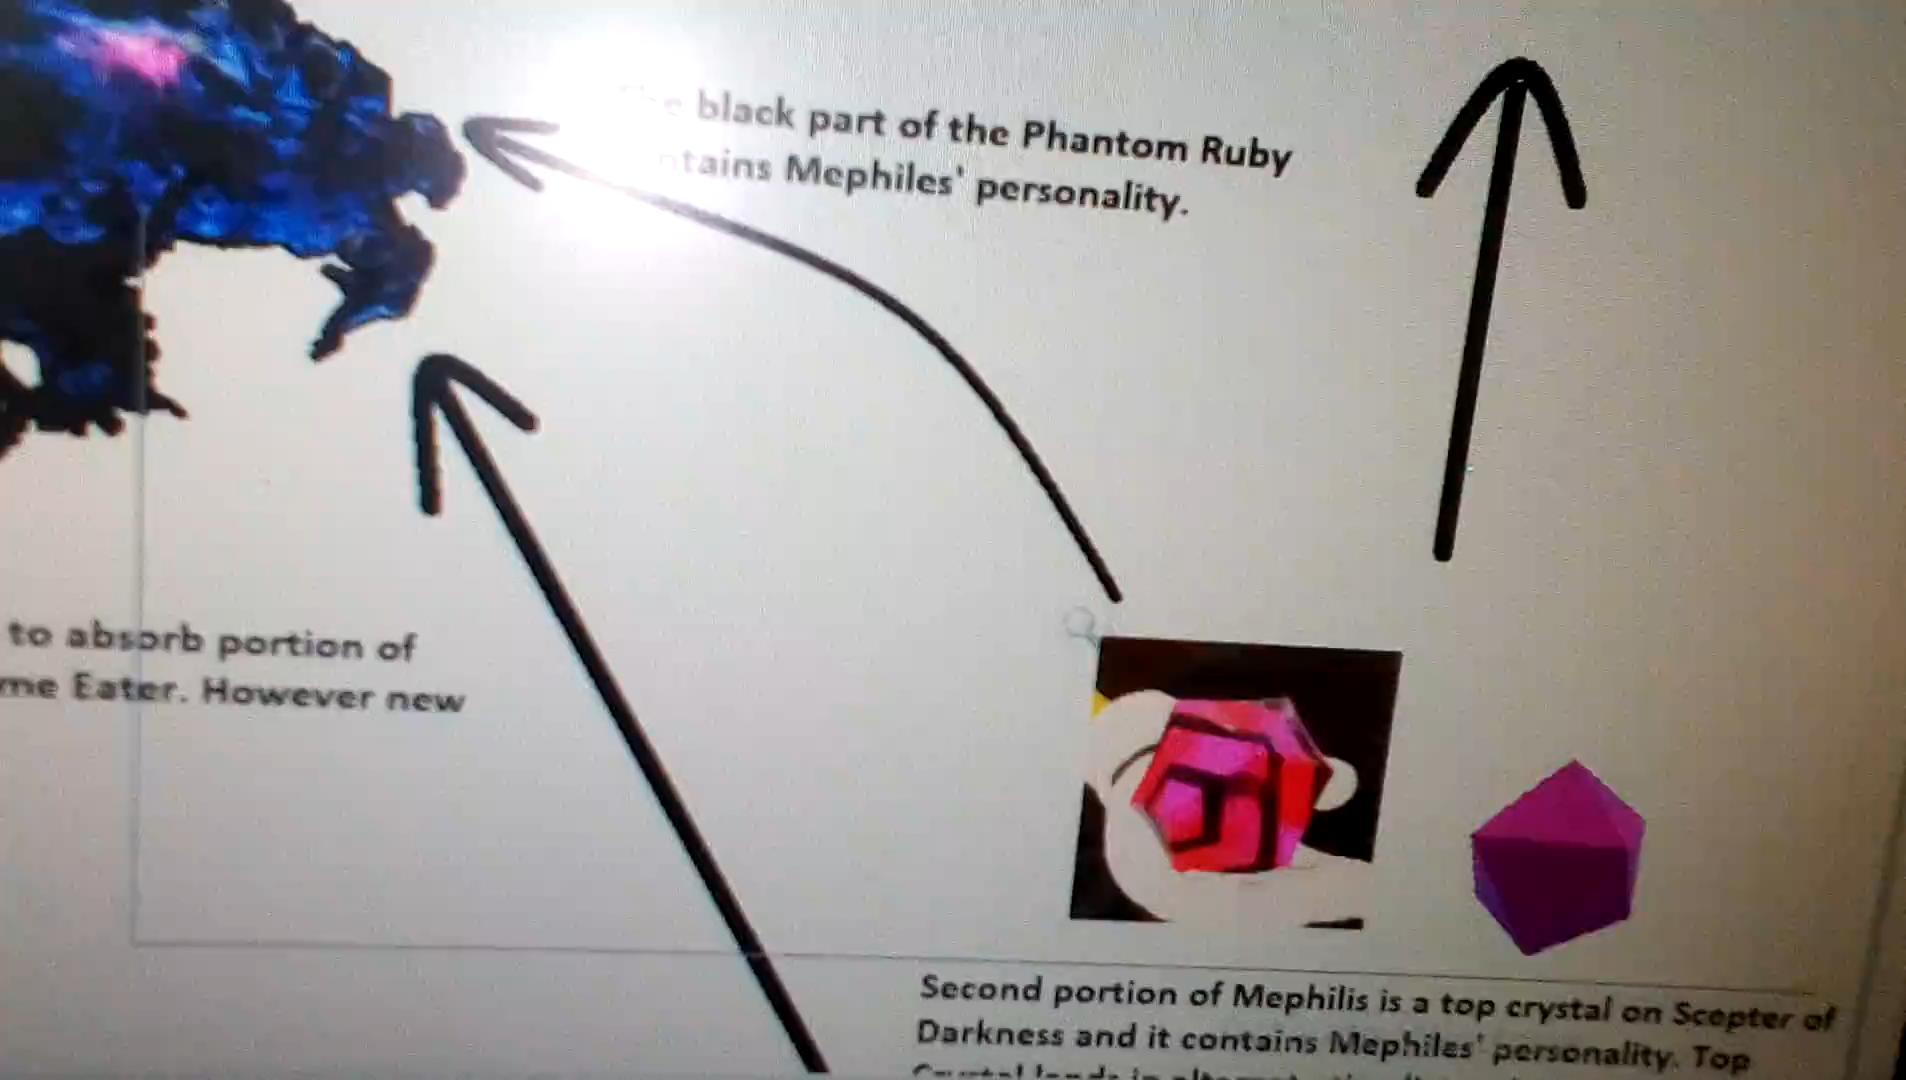 black part of the Phantom Ruby
Mephiles' personality.
to absorb portion of
Eater. However new
Second portion of Mephilis is a top crystal on Scepter of
Darkness and it contains Mephiles' personality. Top